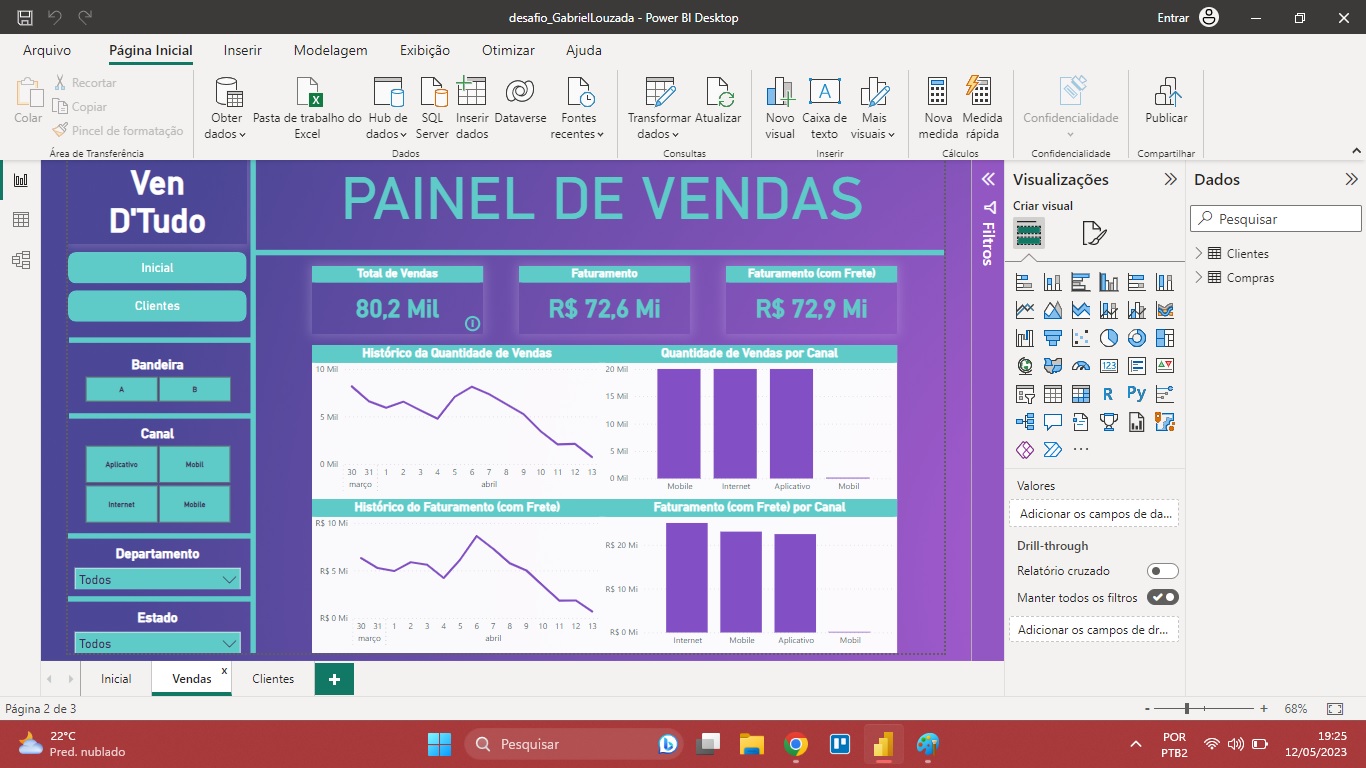 desafio_GabrielLouzada - Power BI Desktop
Entrar
Arquivo Página Inicial Inserir Modelagem Exibição Otimizar Ajuda
Colar
Recortar
Copiar
Pincel de formatação
Área de Transferência
Obter dados
Pasta de trabalho do Excel
Hub de dados
SQL Server
Inserir dados
Dataverse
Fontes recentes
Dados
Transformar dados
Atualizar
Consultas
Novo visual
Caixa de texto
Mais visuais
Inserir
Nova medida
Medida rápida
Cálculos
Confidencialidade
Confidencialidade
Publicar
Compartilhar
Ven
D'Tudo
Inicial
Clientes
Bandeira
A B
Canal
Aplicativo Mobil
Internet Mobile
Departamento
Todos
Estado
Todos
PAINEL DE VENDAS
Total de Vendas
80,2 Mil
Faturamento
R$ 72,6 Mi
Faturamento (com Frete)
R$ 72,9 Mi
Histórico da Quantidade de Vendas
10 Mil
5 Mil
0 Mil
30 31 1 2 3 4 5 6 7 8 9 10 11 12 13
março abril
Quantidade de Vendas por Canal
20 Mil
15 Mil
10 Mil
5 Mil
0 Mil
Mobile Internet Aplicativo Mobil
Histórico do Faturamento (com Frete)
R$ 10 Mi
R$ 5 Mi
R$ 0 Mi
30 31 1 2 3 4 5 6 7 8 9 10 11 12 13
março abril
Faturamento (com Frete) por Canal
R$ 20 Mi
R$ 10 Mi
R$ 0 Mi
Internet Mobile Aplicativo Mobil
Filtros
Visualizações
Criar visual
123
R Py
Valores
Adicionar os campos de da...
Drill-through
Relatório cruzado
Manter todos os filtros
Adicionar os campos de dr...
Dados
Pesquisar
Clientes
Compras
Inicial Vendas x Clientes +
Página 2 de 3
- + 68%
22°C
Pred. nublado
Pesquisar
POR
PTB2
19:25
12/05/2023